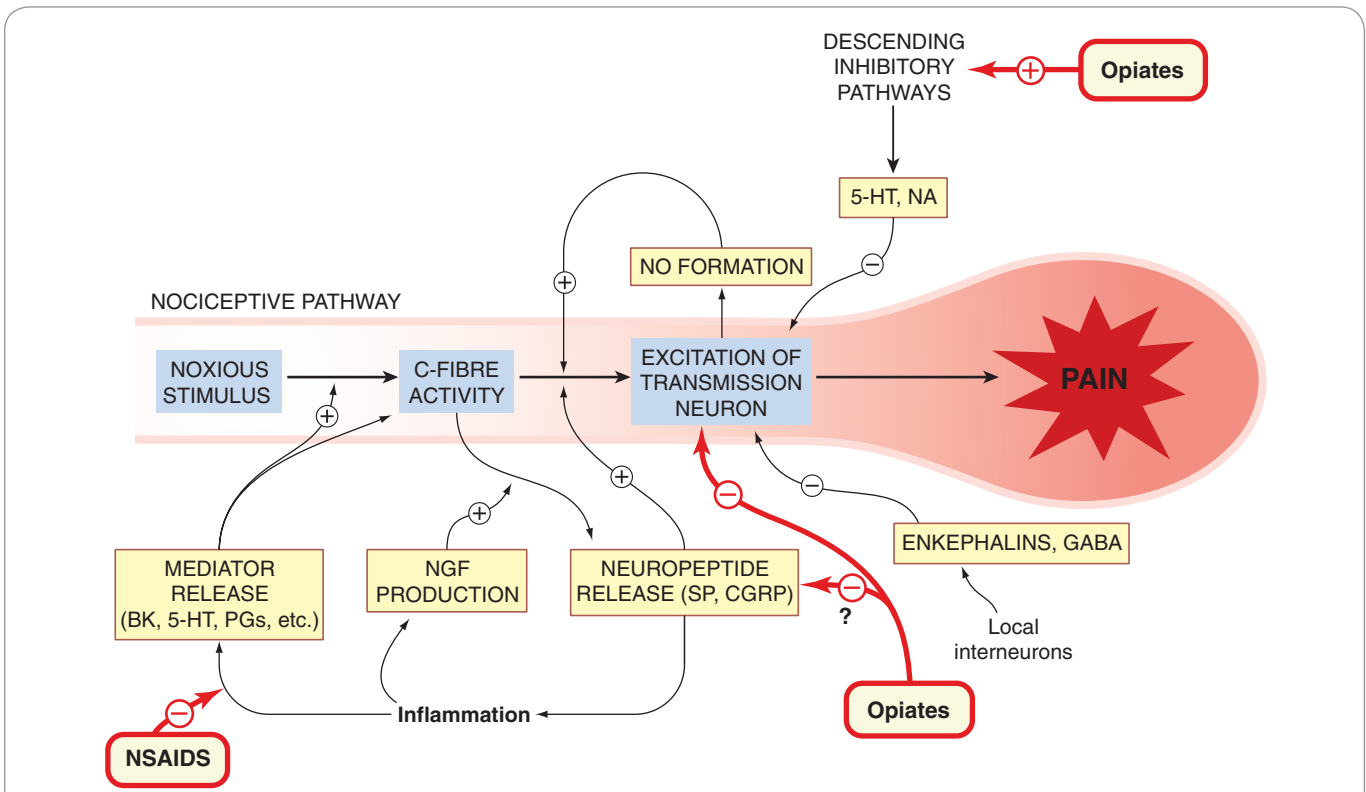 DESCENDING
INHIBITORY
PATHWAYS
+
Opiates
5-HT, NA
−
NO FORMATION
+
NOCICEPTIVE PATHWAY
NOXIOUS
STIMULUS
C-FIBRE
ACTIVITY
EXCITATION OF
TRANSMISSION
NEURON
PAIN
+
+
−
−
+
ENKEPHALINS, GABA
MEDIATOR
RELEASE
(BK, 5-HT, PGs, etc.)
NGF
PRODUCTION
NEUROPEPTIDE
RELEASE (SP, CGRP)
−
?
Local
interneurons
Inflammation
Opiates
−
NSAIDS